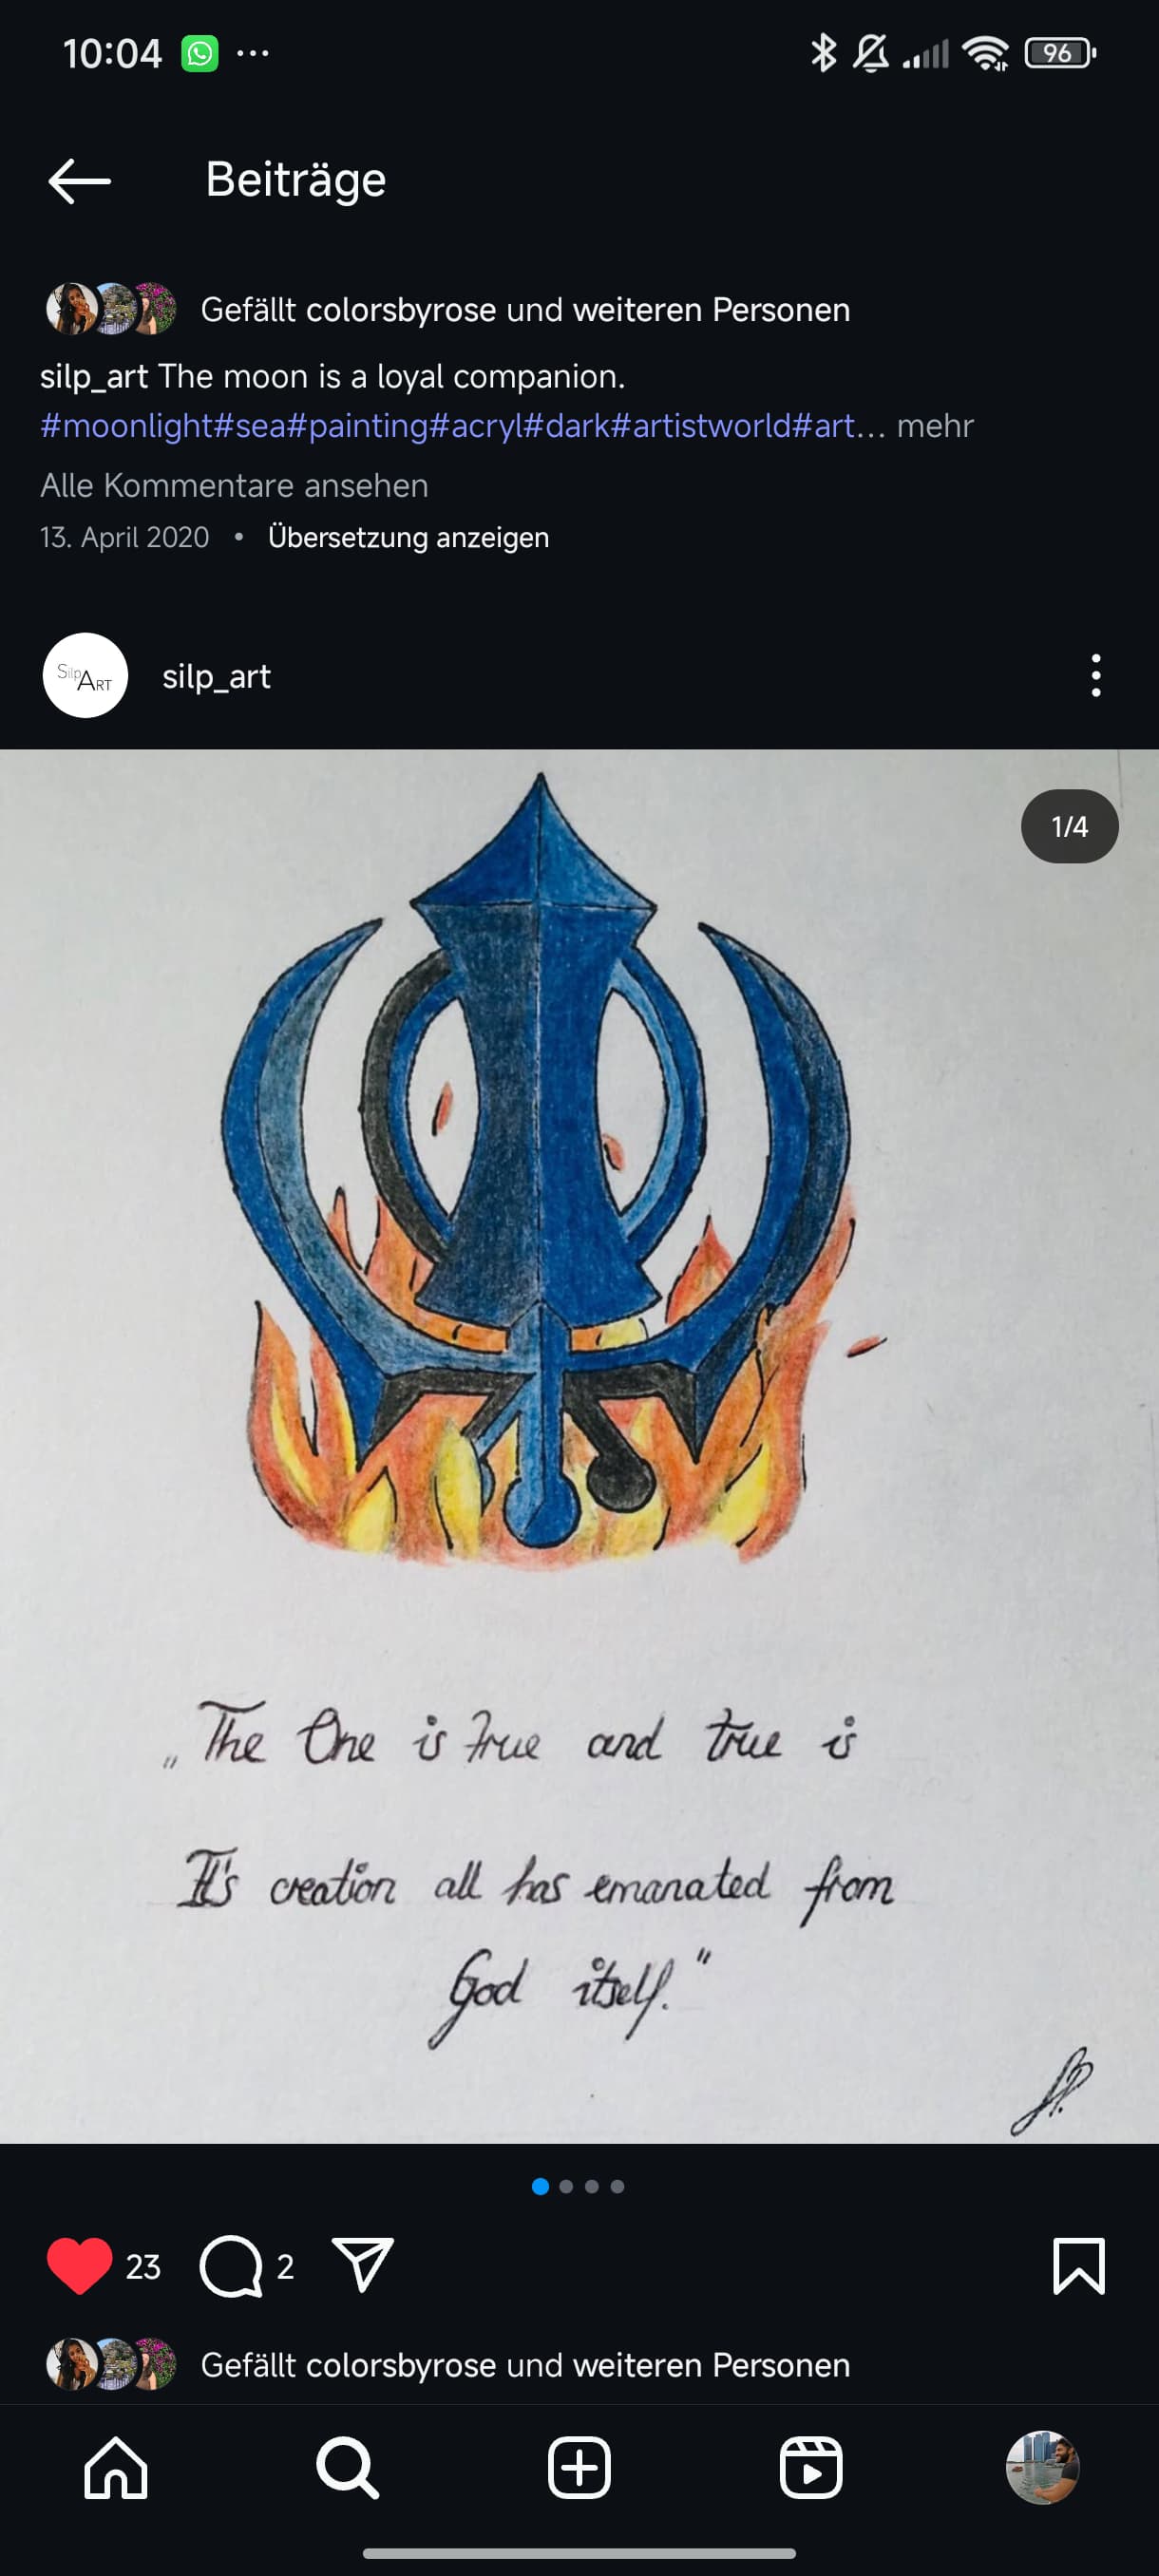 10:04
96
Beiträge
Gefällt colorsbyrose und weiteren Personen
silp_art The moon is a loyal companion.
#moonlight#sea#painting#acryl#dark#artistworld#art... mehr
Alle Kommentare ansehen
13. April 2020 • Übersetzung anzeigen
Silp ART
silp_art
1/4
„The One is true and true is
It's creation all has emanated from
God itself."
23
2
Gefällt colorsbyrose und weiteren Personen